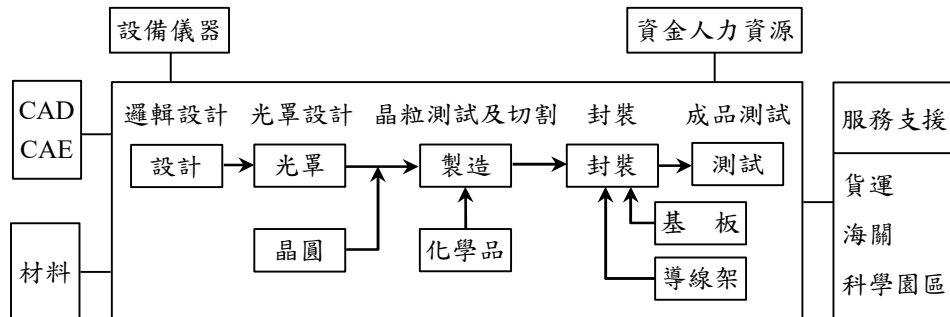 設備儀器
資金人力資源
CAD
CAE
材料
邏輯設計
光罩設計
晶粒測試及切割
封裝
成品測試
設計
光罩
製造
封裝
測試
晶圓
化學品
基 板
導線架
服務支援
貨運
海關
科學園區